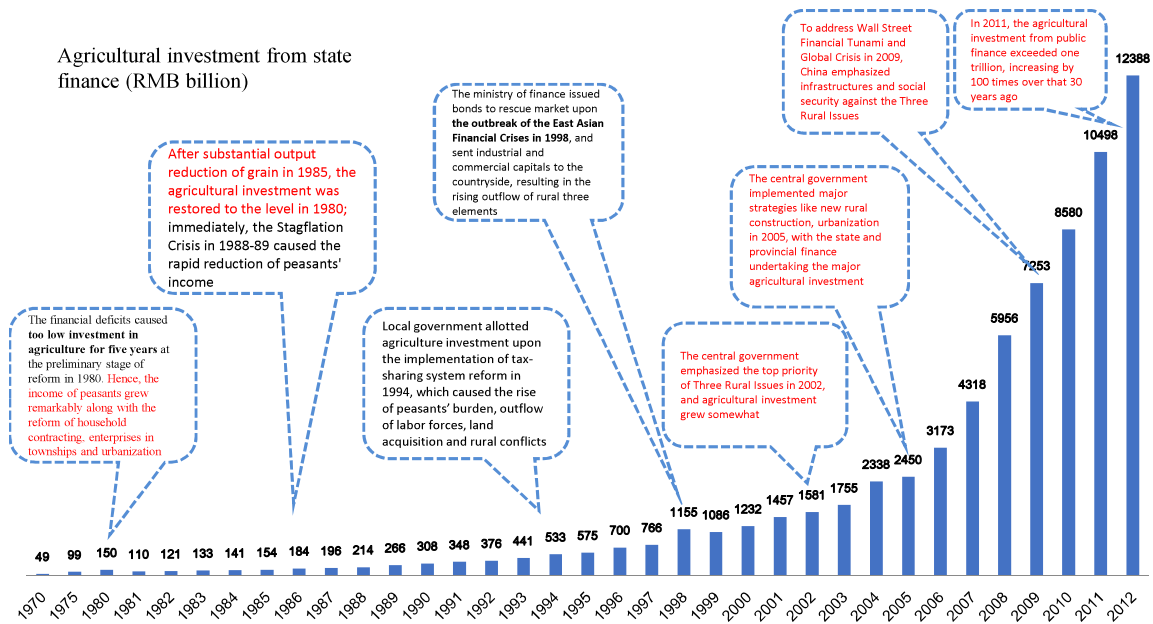 Agricultural investment from state
finance (RMB billion)
The financial deficits caused
too low investment in
agriculture for five years at
the preliminary stage of
reform in 1980. Hence, the
income of peasants grew
remarkably along with the
reform of household
contracting, enterprises in
townships and urbanization
After substantial output
reduction of grain in 1985, the
agricultural investment was
restored to the level in 1980;
immediately, the Stagflation
Crisis in 1988-89 caused the
rapid reduction of peasants'
income
Local government allotted
agriculture investment upon
the implementation of tax-
sharing system reform in
1994, which caused the rise
of peasants’ burden, outflow
of labor forces, land
acquisition and rural conflicts
The ministry of finance issued
bonds to rescue market upon
the outbreak of the East Asian
Financial Crises in 1998, and
sent industrial and
commercial capitals to the
countryside, resulting in the
rising outflow of rural three
elements
The central government
emphasized the top priority
of Three Rural Issues in 2002,
and agricultural investment
grew somewhat
The central government
implemented major
strategies like new rural
construction, urbanization
in 2005, with the state and
provincial finance
undertaking the major
agricultural investment
To address Wall Street
Financial Tunami and
Global Crisis in 2009,
China emphasized
infrastructures and social
security against the Three
Rural Issues
In 2011, the agricultural
investment from public
finance exceeded one
trillion, increasing by
100 times over that 30
years ago
49 99 150 110 121 133 141 154 184 196 214 266 308 348 376 441 533 575 700 766 1155 1086 1232 1457 1581 1755 2338 2450 3173 4318 5956 7253 8580 10498 12388
1970 1975 1980 1981 1982 1983 1984 1985 1986 1987 1988 1989 1990 1991 1992 1993 1994 1995 1996 1997 1998 1999 2000 2001 2002 2003 2004 2005 2006 2007 2008 2009 2010 2011 2012